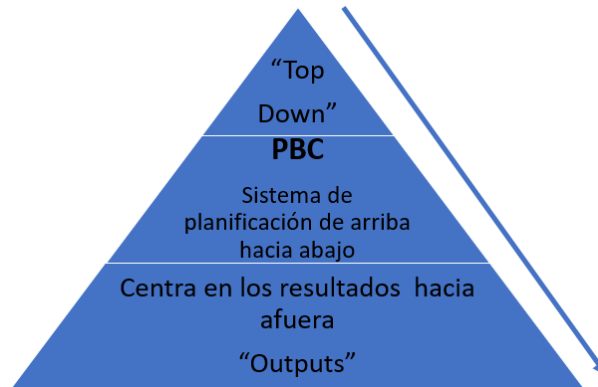 “Top
Down”
PBC
Sistema de
planificación de arriba
hacia abajo
Centra en los resultados hacia
afuera
“Outputs”